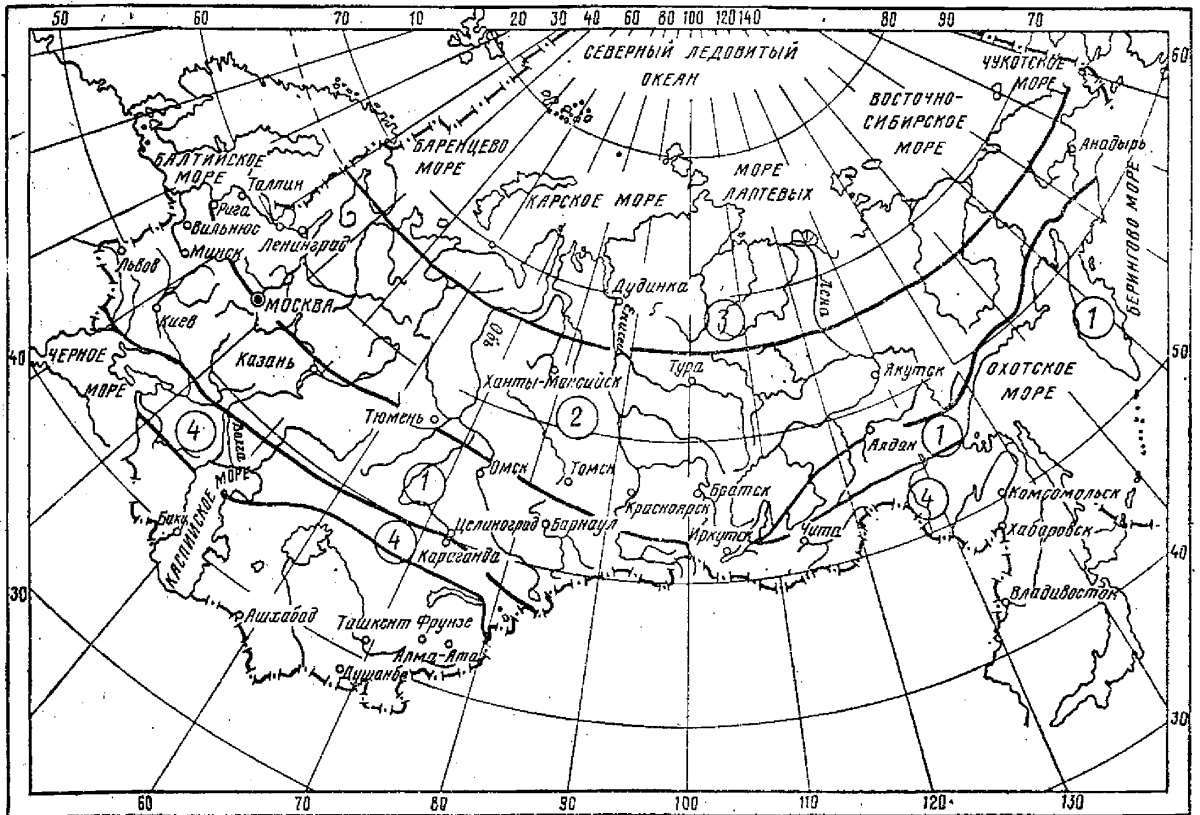 50 60 70 10 20 30 40 60 80 100 120 140 80 90 70
СЕВЕРНЫЙ ЛЕДОВИТЫЙ
ОКЕАН
ЧУКОТСКОЕ
МОРЕ
60
ВОСТОЧНО-
СИБИРСКОЕ
МОРЕ
БАРЕНЦЕВО
МОРЕ
Анадырь
БАЛТИЙСКОЕ
МОРЕ
МОРЕ
ЛАПТЕВЫХ
Таллин
КАРСКОЕ МОРЕ
Рига
Вильнюс
Ленинград
Минск
Львов
БЕРИНГОВО МОРЕ
Дудинка
Лена
МОСКВА
Киев
Обь
Енисей
3
1
40
ЧЕРНОЕ
МОРЕ
Казань
Тура
Якутск
ОХОТСКОЕ
МОРЕ
50
Ханты-Мансийск
Тюмень
2
4
Волга
Алдан
1
Омск
Томск
1
Братск
4
Комсомольск
КАСПИЙСКОЕ МОРЕ
Красноярск
Баку
Целиноград
Барнаул
Иркутск
Чита
Хабаровск
4
Караганда
40
30
Владивосток
Ашхабад
Ташкент
Фрунзе
Алма-Ата
Душанбе
30
60 70 80 90 100 110 120 130